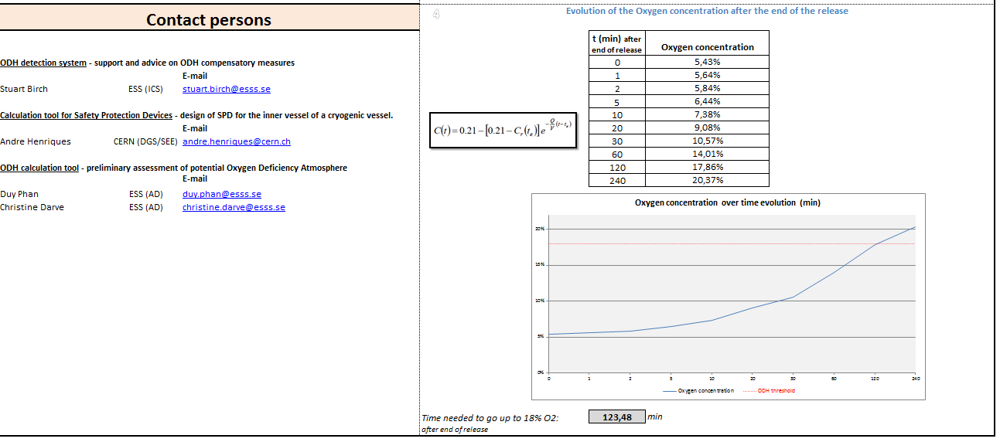 Contact persons
ODH detection system - support and advice on ODH compensatory measures
E-mail
Stuart Birch ESS (ICS) stuart.birch@esss.se
Calculation tool for Safety Protection Devices - design of SPD for the inner vessel of a cryogenic vessel.
E-mail
Andre Henriques CERN (DGS/SEE) andre.henriques@cern.ch
ODH calculation tool - preliminary assessment of potential Oxygen Deficiency Atmosphere
E-mail
Duy Phan ESS (AD) duy.phan@esss.se
Christine Darve ESS (AD) christine.darve@esss.se
4
Evolution of the Oxygen concentration after the end of the release
t (min) after
end of release Oxygen concentration
0 5,43%
1 5,64%
2 5,84%
5 6,44%
10 7,38%
20 9,08%
30 10,57%
60 14,01%
120 17,86%
240 20,37%
C(t) = 0.21 − [0.21 − Cr(te)] e^(−Q/V (t−te))
Oxygen concentration over time evolution (min)
20%
15%
10%
5%
0%
0 1 2 5 10 20 30 60 120 240
Oxygen concentration ODH threshold
Time needed to go up to 18% O2: 123,48 min
after end of release